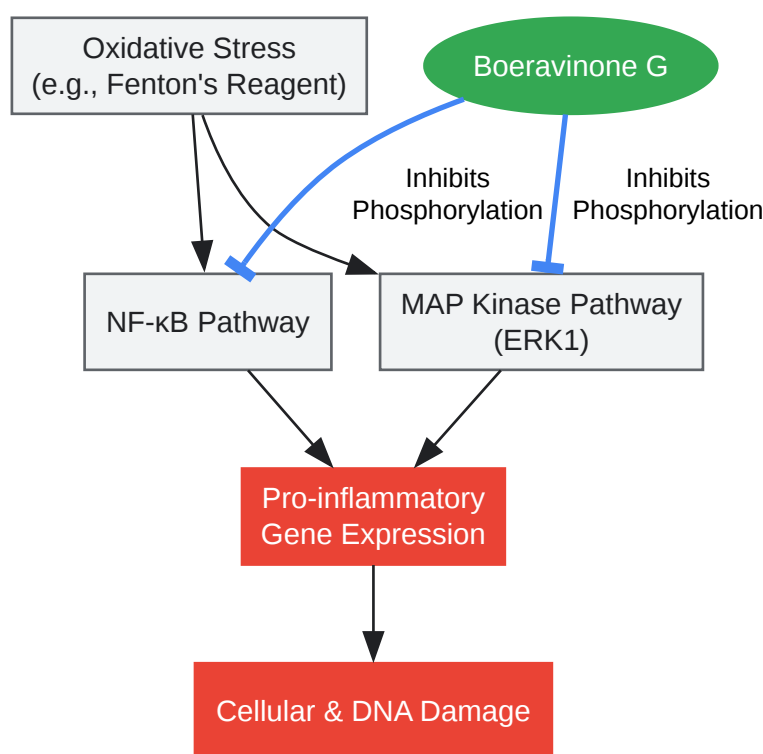 Oxidative Stress
(e.g., Fenton's Reagent)
Boeravinone G
Inhibits
Phosphorylation
Inhibits
Phosphorylation
NF-κB Pathway
MAP Kinase Pathway
(ERK1)
Pro-inflammatory
Gene Expression
Cellular & DNA Damage